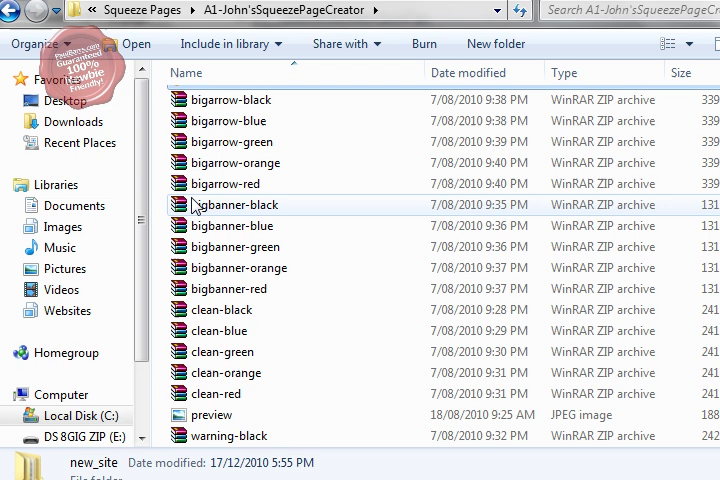 Squeeze Pages ▸ A1-John'sSqueezePageCreator ▸ Search A1-John'sSqueezePageCre
Organize Open Include in library Share with Burn New folder
PaulBarrs.com Guaranteed 100% Newbie Friendly!
Name Date modified Type Size
Favorites
Desktop
Downloads
Recent Places
Libraries
Documents
Images
Music
Pictures
Videos
Websites
Homegroup
Computer
Local Disk (C:)
DS 8GIG ZIP (E:)
bigarrow-black 7/08/2010 9:38 PM WinRAR ZIP archive 339
bigarrow-blue 7/08/2010 9:38 PM WinRAR ZIP archive 339
bigarrow-green 7/08/2010 9:39 PM WinRAR ZIP archive 339
bigarrow-orange 7/08/2010 9:40 PM WinRAR ZIP archive 339
bigarrow-red 7/08/2010 9:40 PM WinRAR ZIP archive 339
bigbanner-black 7/08/2010 9:35 PM WinRAR ZIP archive 131
bigbanner-blue 7/08/2010 9:36 PM WinRAR ZIP archive 131
bigbanner-green 7/08/2010 9:36 PM WinRAR ZIP archive 131
bigbanner-orange 7/08/2010 9:37 PM WinRAR ZIP archive 131
bigbanner-red 7/08/2010 9:37 PM WinRAR ZIP archive 131
clean-black 7/08/2010 9:28 PM WinRAR ZIP archive 241
clean-blue 7/08/2010 9:29 PM WinRAR ZIP archive 241
clean-green 7/08/2010 9:30 PM WinRAR ZIP archive 241
clean-orange 7/08/2010 9:31 PM WinRAR ZIP archive 241
clean-red 7/08/2010 9:31 PM WinRAR ZIP archive 241
preview 18/08/2010 9:25 AM JPEG image 188
warning-black 7/08/2010 9:32 PM WinRAR ZIP archive 242
new_site Date modified: 17/12/2010 5:55 PM
File folder